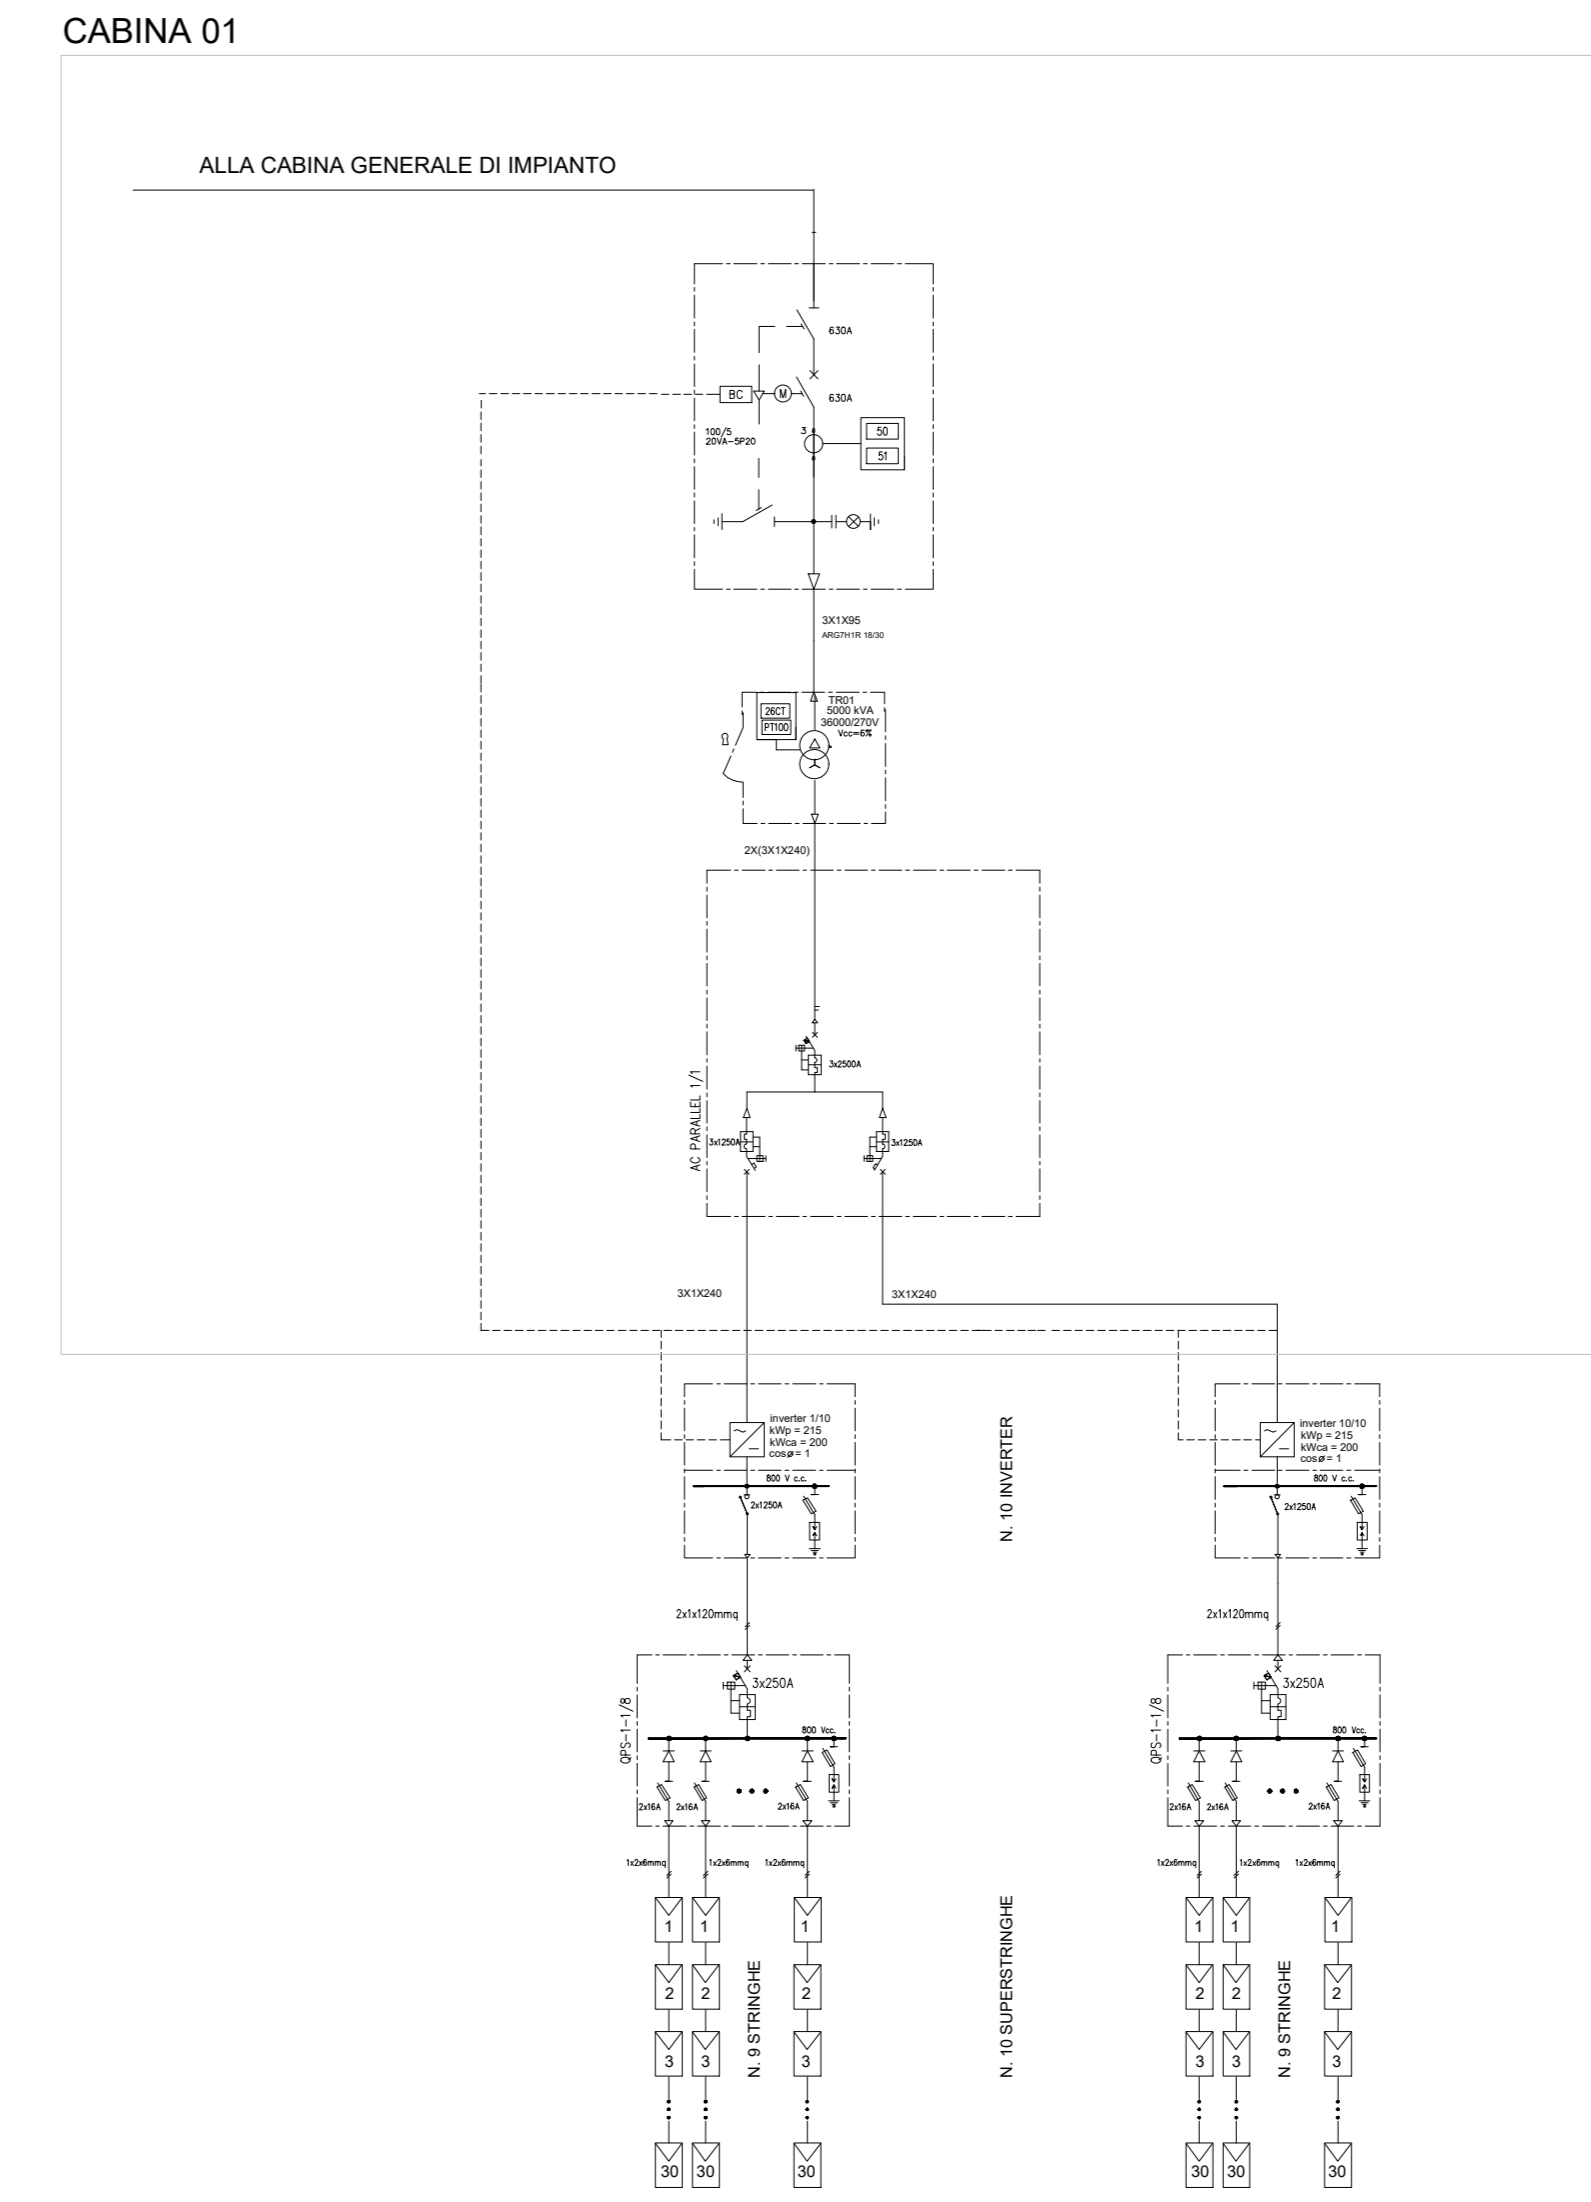 CABINA 01
ALLA CABINA GENERALE DI IMPIANTO
630A
BC
M
630A
100/5
20VA-5P20
3
50
51
3X1X95
ARG7H1R 18/30
26CT
PT100
TR01
5000 kVA
36000/270V
Vcc=6%
2X(3X1X240)
AC PARALLEL 1/1
3x2500A
3x1250A
3x1250A
3X1X240
3X1X240
inverter 1/10
kWp = 215
kWca = 200
cosø= 1
800 V c.c.
2x1250A
N. 10 INVERTER
inverter 10/10
kWp = 215
kWca = 200
cosø= 1
800 V c.c.
2x1250A
2x1x120mmq
2x1x120mmq
QPS-1-1/8
3x250A
800 Vcc.
2x16A
2x16A
2x16A
QPS-1-1/8
3x250A
800 Vcc.
2x16A
2x16A
2x16A
1x2x6mmq
1x2x6mmq
1x2x6mmq
1x2x6mmq
1x2x6mmq
1x2x6mmq
1 1 1
2 2 2
3 3 3
30 30 30
N. 9 STRINGHE
N. 10 SUPERSTRINGHE
1 1 1
2 2 2
3 3 3
30 30 30
N. 9 STRINGHE